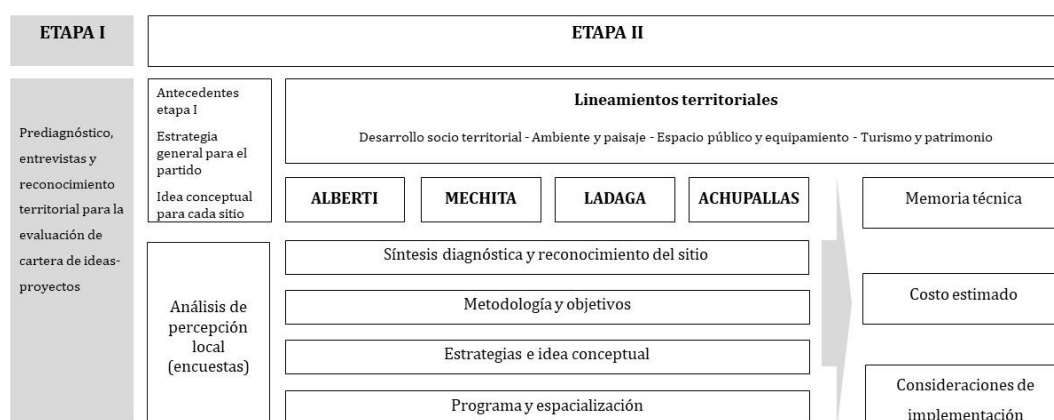 ETAPA I
ETAPA II
Prediagnóstico,
entrevistas y
reconocimiento
territorial para la
evaluación de
cartera de ideas-
proyectos
Antecedentes
etapa I
Estrategia
general para el
partido
Idea conceptual
para cada sitio
Lineamientos territoriales
Desarrollo socio territorial - Ambiente y paisaje - Espacio público y equipamiento - Turismo y patrimonio
ALBERTI
MECHITA
LADAGA
ACHUPALLAS
Análisis de
percepción
local
(encuestas)
Síntesis diagnóstica y reconocimiento del sitio
Metodología y objetivos
Estrategias e idea conceptual
Programa y espacialización
Memoria técnica
Costo estimado
Consideraciones de
implementación